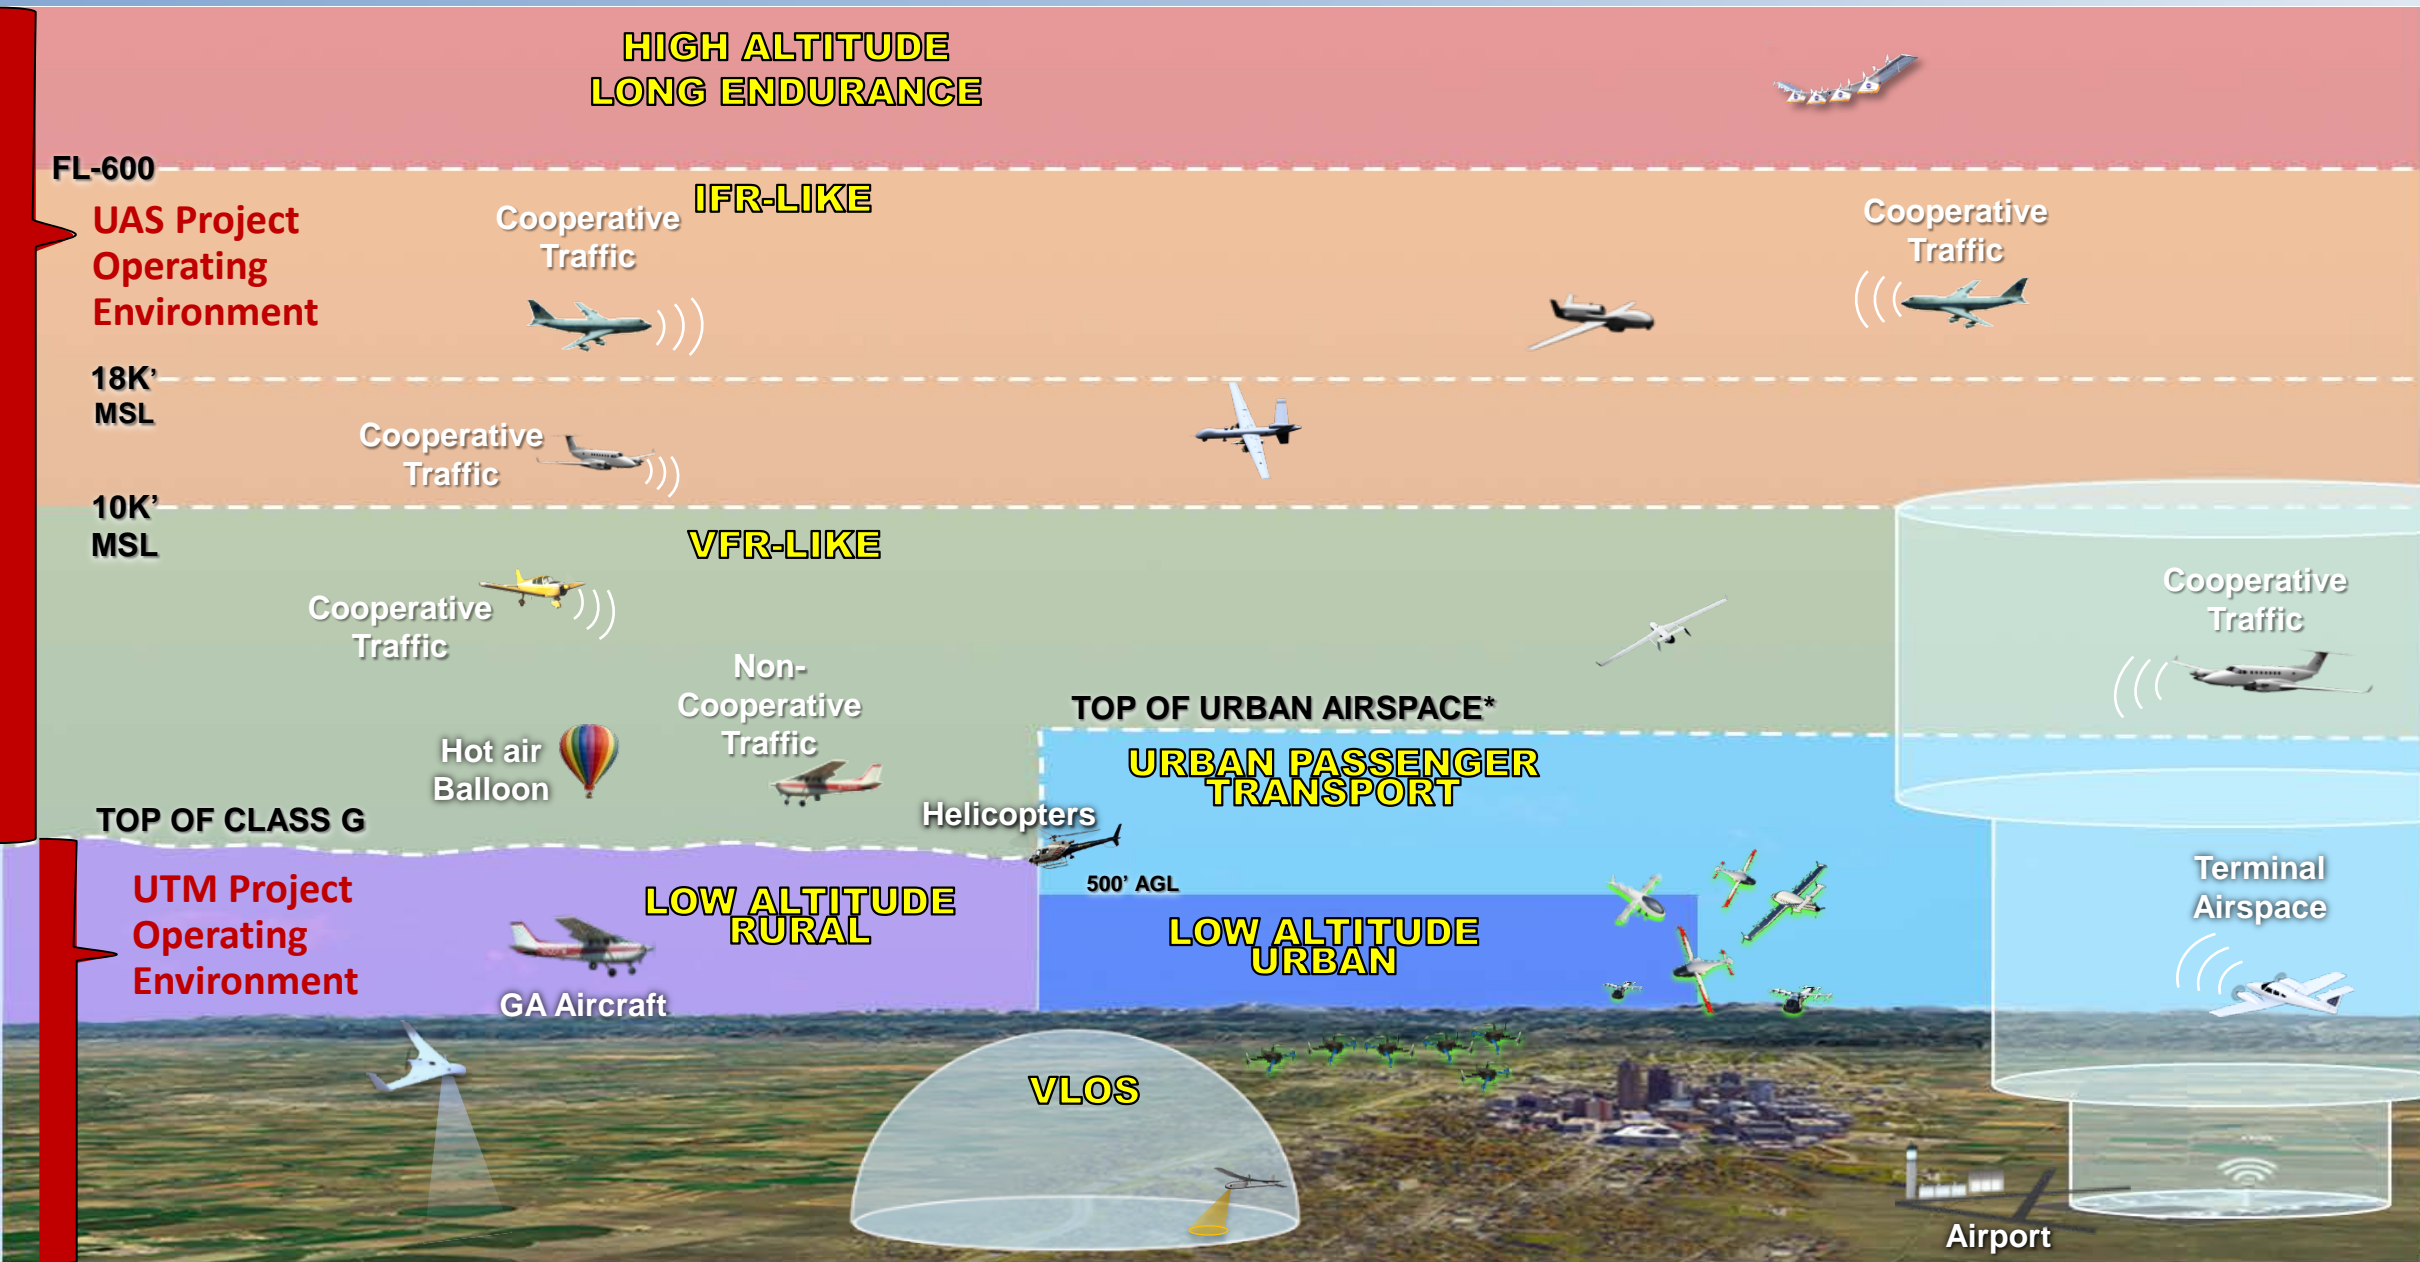 HIGH ALTITUDE
LONG ENDURANCE
FL-600
IFR-LIKE
UAS Project
Operating
Environment
Cooperative
Traffic
Cooperative
Traffic
18K’
MSL
Cooperative
Traffic
10K’
MSL
VFR-LIKE
Cooperative
Traffic
Cooperative
Traffic
Non-
Cooperative
Traffic
Hot air
Balloon
TOP OF URBAN AIRSPACE*
URBAN PASSENGER
TRANSPORT
TOP OF CLASS G
Helicopters
500’ AGL
UTM Project
Operating
Environment
LOW ALTITUDE
RURAL
LOW ALTITUDE
URBAN
Terminal
Airspace
GA Aircraft
VLOS
Airport